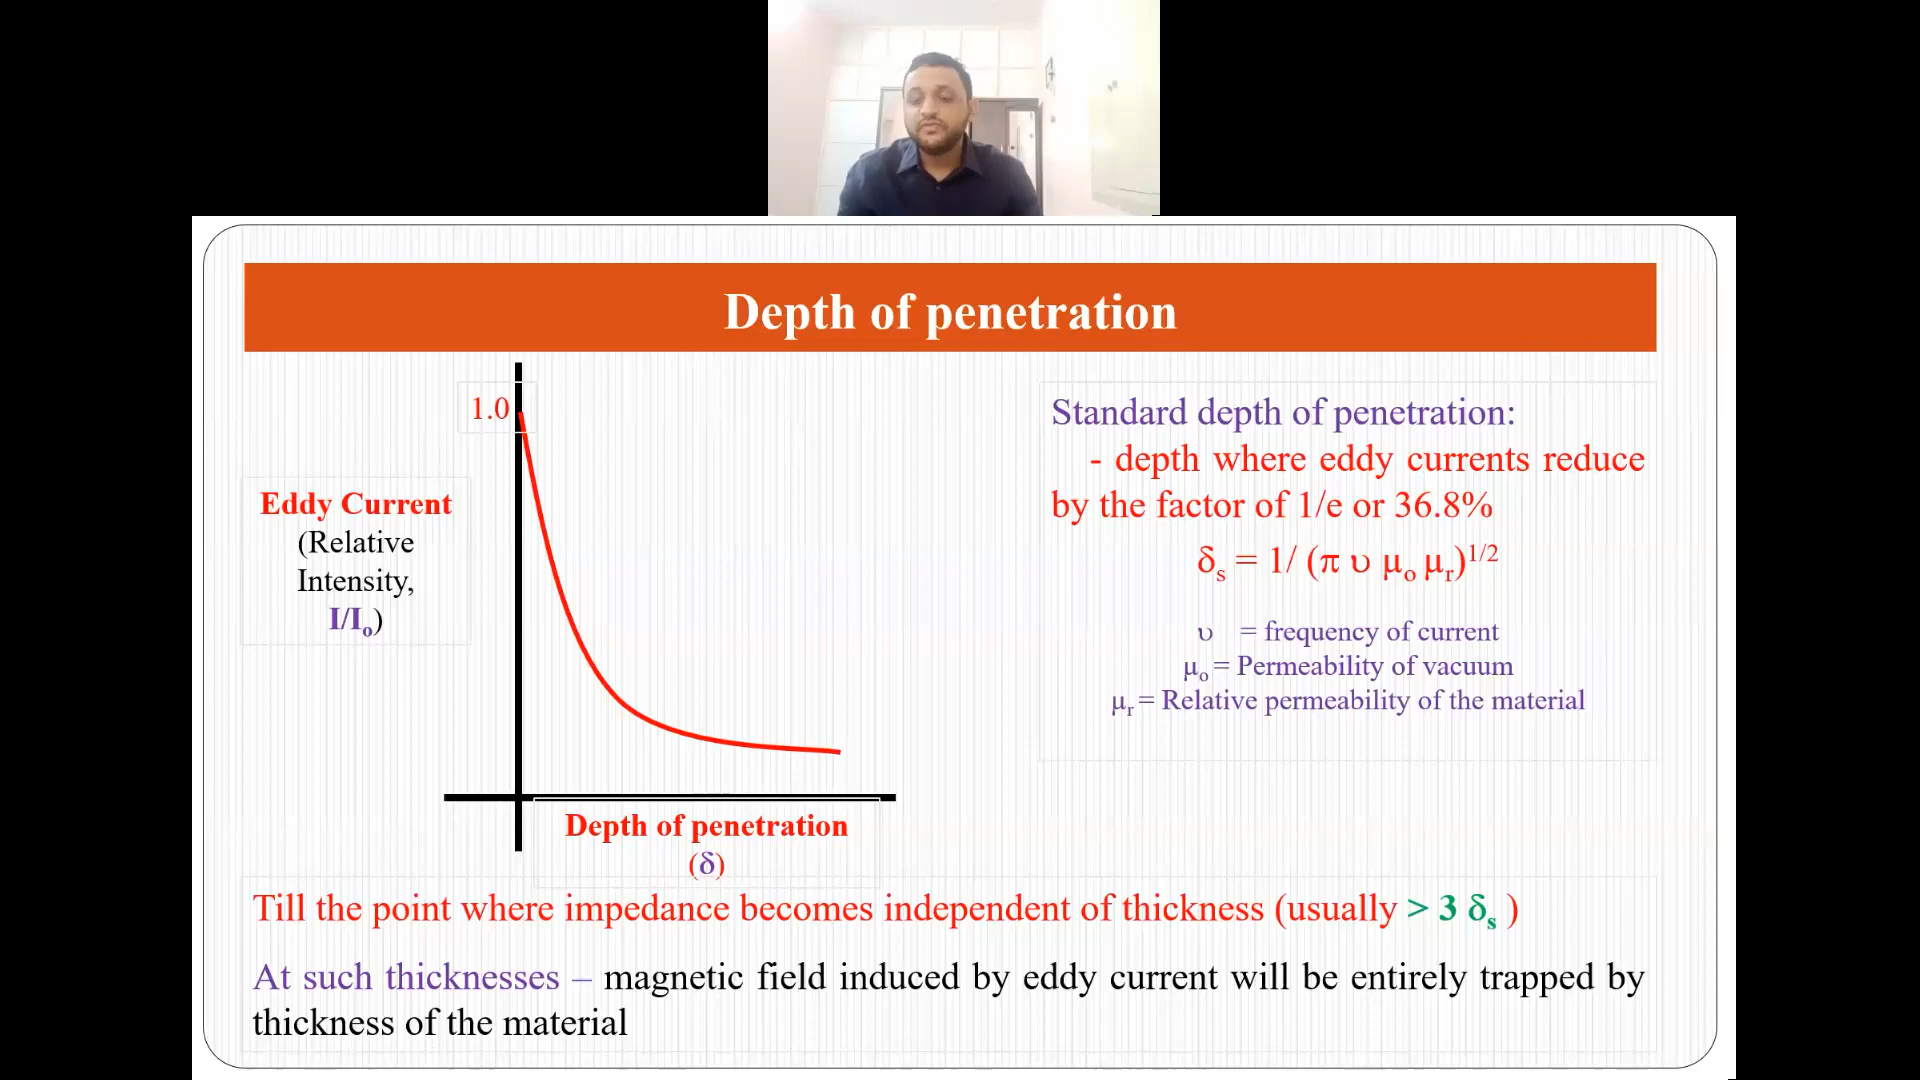 Depth of penetration
1.0
Eddy Current
(Relative
Intensity,
I/Iₒ)
Depth of penetration
(δ)
Standard depth of penetration:
- depth where eddy currents reduce
by the factor of 1/e or 36.8%
δₛ = 1/ (π υ μₒ μᵣ)¹/²
υ = frequency of current
μₒ = Permeability of vacuum
μᵣ = Relative permeability of the material
Till the point where impedance becomes independent of thickness (usually > 3 δₛ )
At such thicknesses – magnetic field induced by eddy current will be entirely trapped by
thickness of the material